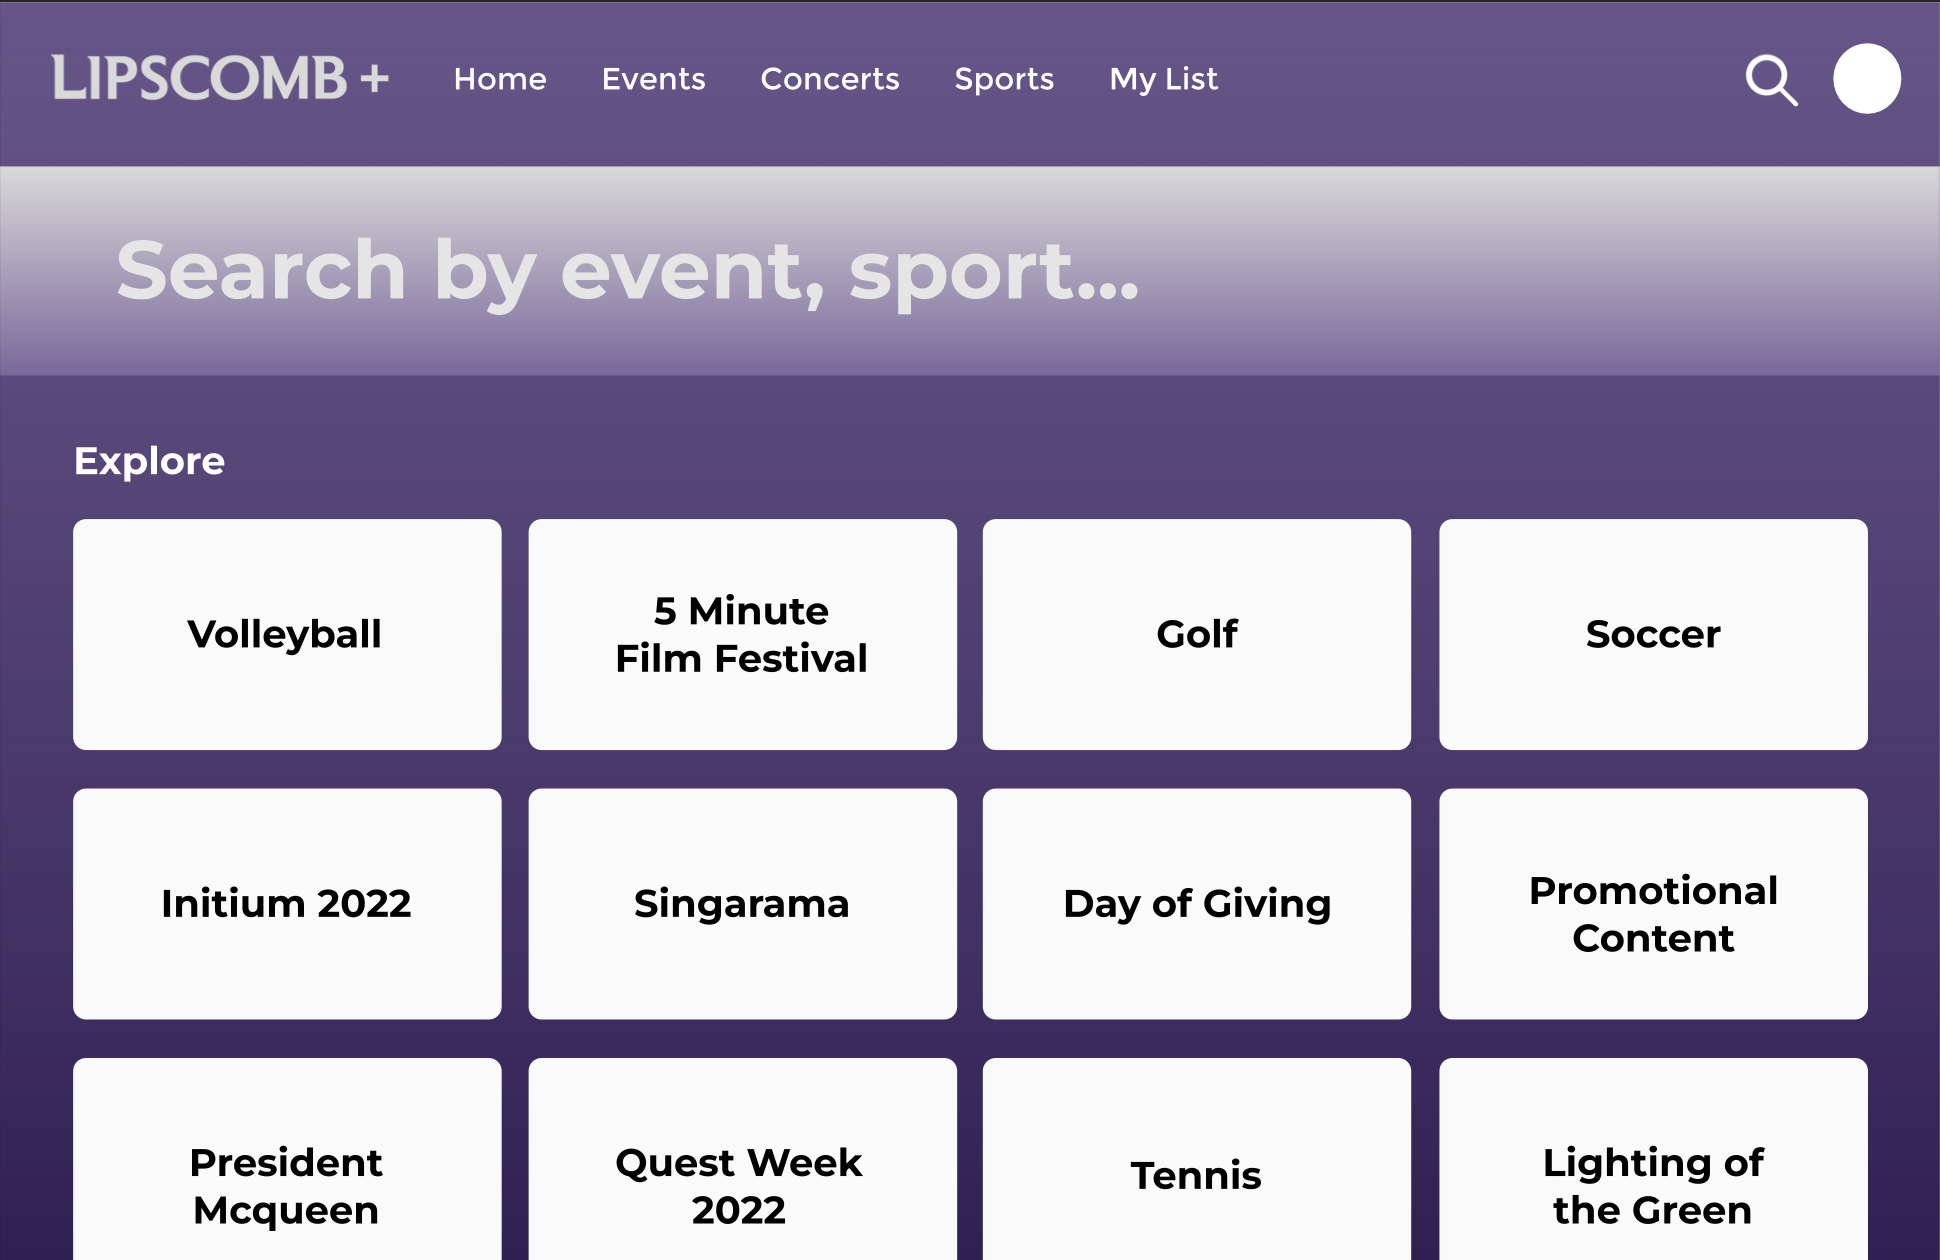 LIPSCOMB +
Home
Events
Concerts
Sports
My List
Search by event, sport...
Explore
Volleyball
5 Minute
Film Festival
Golf
Soccer
Initium 2022
Singarama
Day of Giving
Promotional
Content
President
Mcqueen
Quest Week
2022
Tennis
Lighting of
the Green